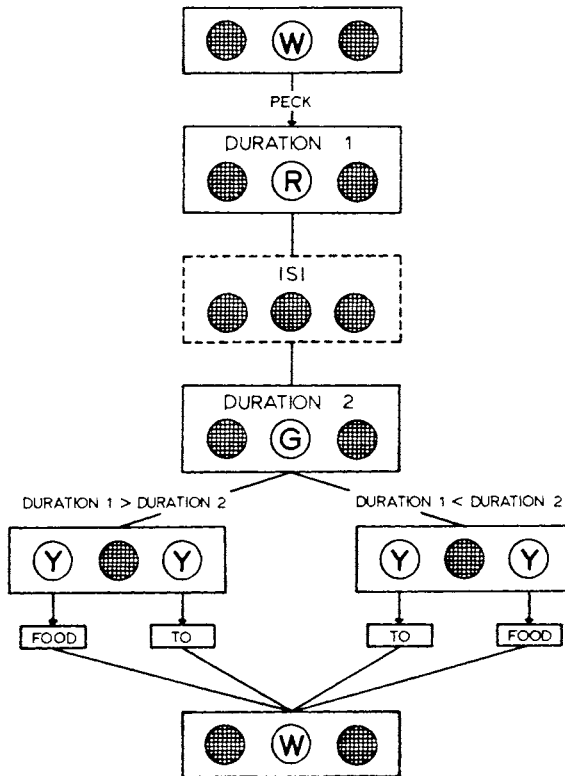 W
PECK
DURATION 1
R
ISI
DURATION 2
G
DURATION 1 > DURATION 2
DURATION 1 < DURATION 2
Y Y
Y Y
FOOD TO
TO FOOD
W